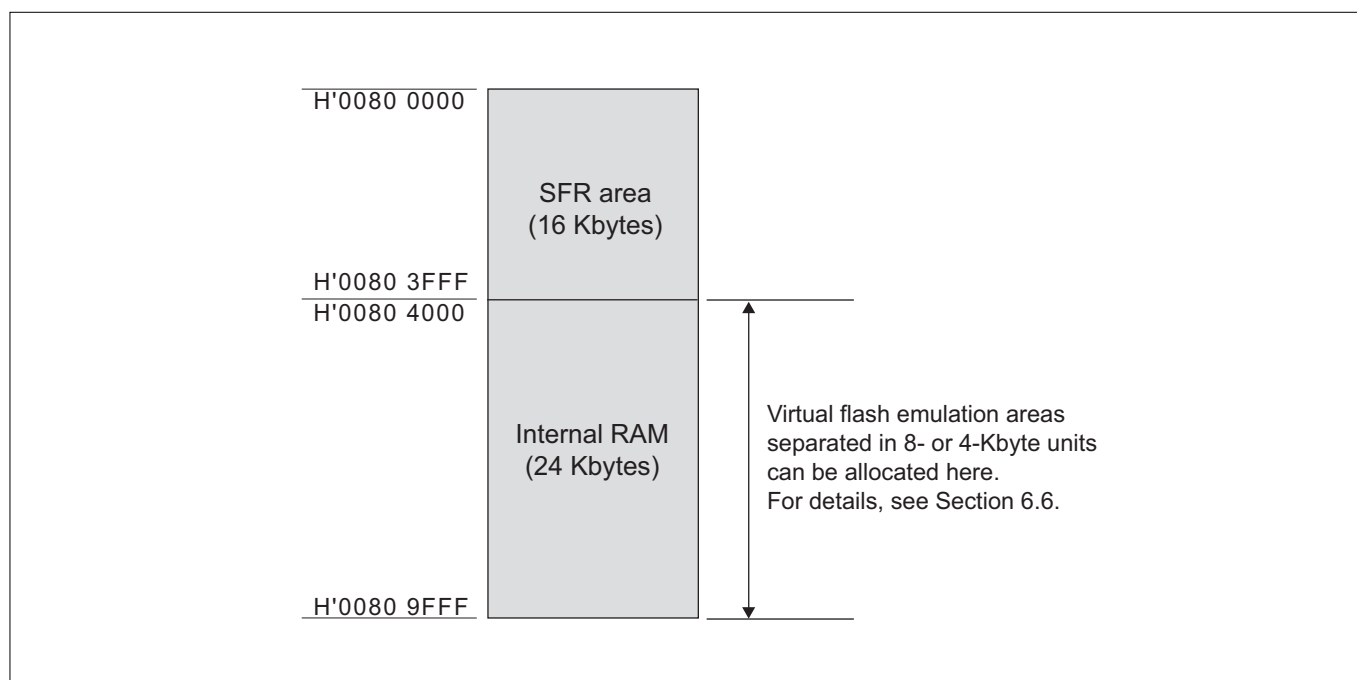 H'0080 0000
SFR area
(16 Kbytes)
H'0080 3FFF
H'0080 4000
Internal RAM
(24 Kbytes)
Virtual flash emulation areas
separated in 8- or 4-Kbyte units
can be allocated here.
For details, see Section 6.6.
H'0080 9FFF